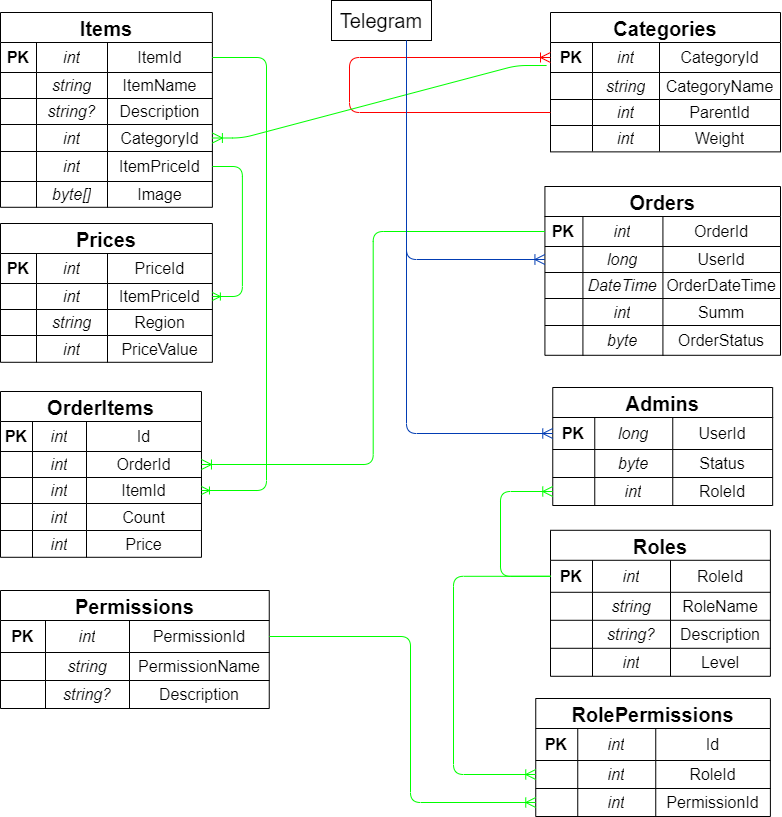 Telegram
Items
PK int ItemId
string ItemName
string? Description
int CategoryId
int ItemPriceId
byte[] Image
Prices
PK int PriceId
int ItemPriceId
string Region
int PriceValue
OrderItems
PK int Id
int OrderId
int ItemId
int Count
int Price
Permissions
PK int PermissionId
string PermissionName
string? Description
Categories
PK int CategoryId
string CategoryName
int ParentId
int Weight
Orders
PK int OrderId
long UserId
DateTime OrderDateTime
int Summ
byte OrderStatus
Admins
PK long UserId
byte Status
int RoleId
Roles
PK int RoleId
string RoleName
string? Description
int Level
RolePermissions
PK int Id
int RoleId
int PermissionId